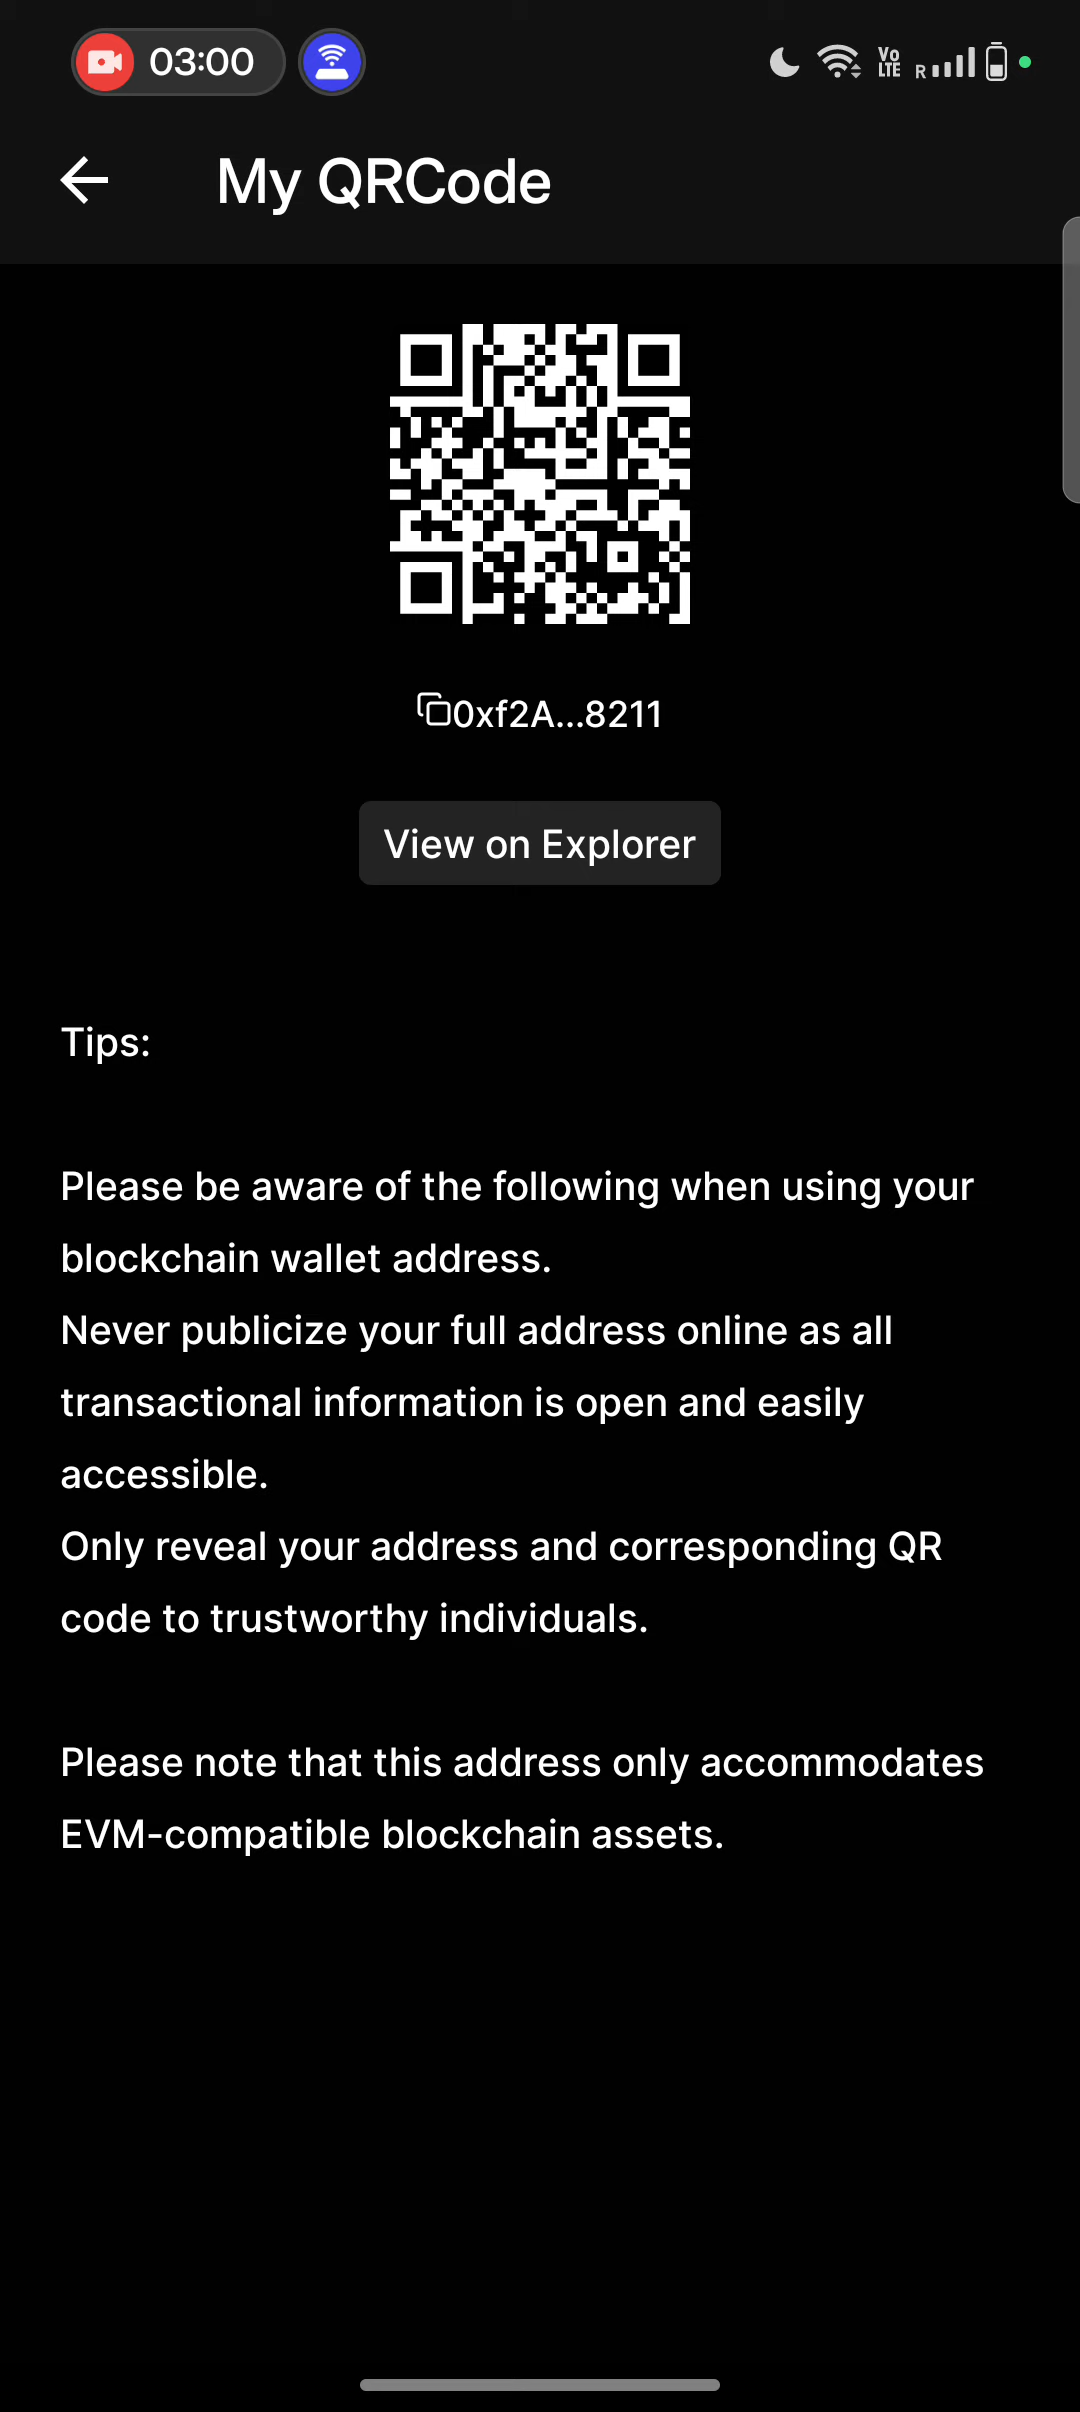 03:00
Vo
LTE
R
My QRCode
0xf2A...8211
View on Explorer
Tips:
Please be aware of the following when using your
blockchain wallet address.
Never publicize your full address online as all
transactional information is open and easily
accessible.
Only reveal your address and corresponding QR
code to trustworthy individuals.
Please note that this address only accommodates
EVM-compatible blockchain assets.